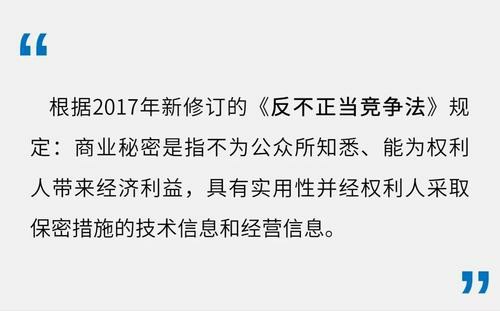 “
根据2017年新修订的《反不正当竞争法》规
定：商业秘密是指不为公众所知悉、能为权利
人带来经济利益，具有实用性并经权利人采取
保密措施的技术信息和经营信息。
”